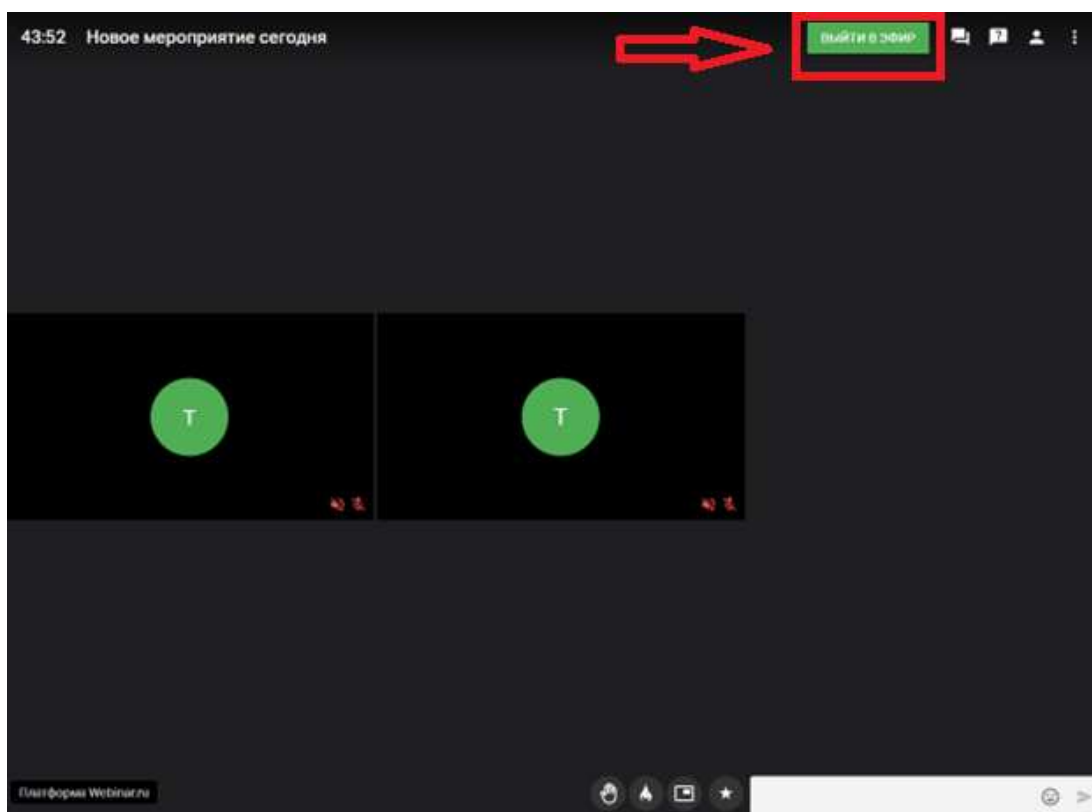 43:52 Новое мероприятие сегодня
ВЫЙТИ В ЭФИР
?
Т
Т
Платформа Webinar.ru